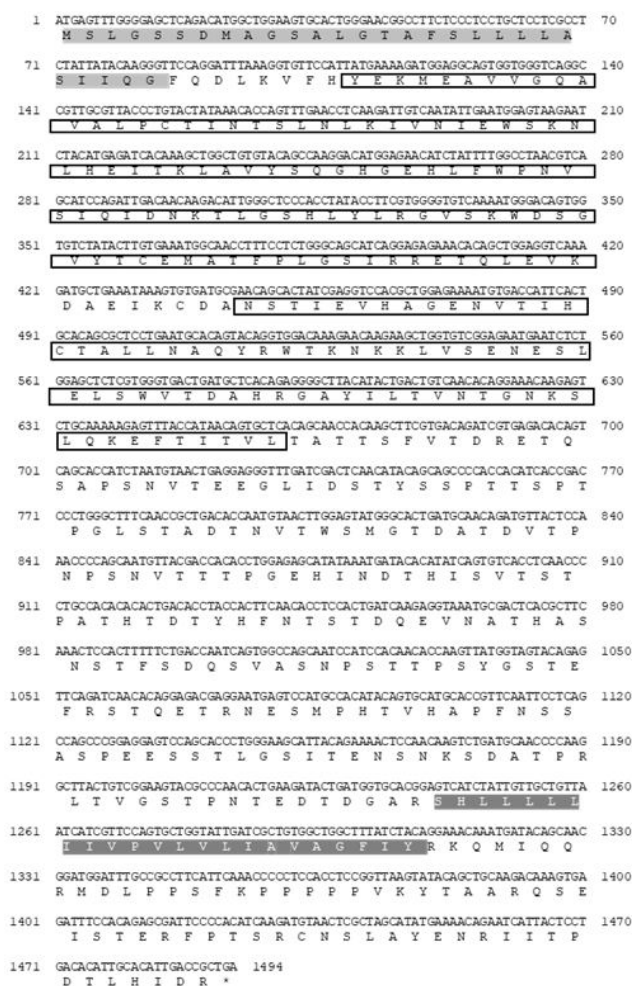 1 ATGAGTTTGGGGAGCTCAGACATGGCTGGAAGTGCACTGGGAACGGCCTTCTCCCTCCTGCTCCTCGCCT 70
M S L G S S D M A G S A L G T A F S L L L L A
71 CTATTATACAAGGGTTCCAGGATTTAAAGGTGTTCCATTATGAAAAGATGGAGGCAGTGGTGGGTCAGGC 140
S I I Q G F Q D L K V F H Y E K M E A V V G Q A
141 CGTTGCGTTACCCTGTACTATAAACACCAGTTTGAACCTCAAGATTGTCAATATTGAATGGAGTAAGAAT 210
V A L P C T I N T S L N L K I V N I E W S K N
211 CTACATGAGATCACAAAGCTGGCTGTGTACAGCCAAGGACATGGAGAACATCTATTTTGGCCTAACGTCA 280
L H E I T K L A V Y S Q G H G E H L F W P N V
281 GCATCCAGATTGACAACAAGACATTGGGCTCCCACCTATACCTTCGTGGGGTGTCAAAATGGGACAGTGG 350
S I Q I D N K T L G S H L Y L R G V S K W D S G
351 TGTCTATACTTGTGAAATGGCAACCTTTCCTCTGGGCAGCATCAGGAGAGAAACACAGCTGGAGGTCAAA 420
V Y T C E M A T F P L G S I R R E T Q L E V K
421 GATGCTGAAATAAAGTGTGATGCGAACAGCACTATCGAGGTCCACGCTGGAGAAAATGTGACCATTCACT 490
D A E I K C D A N S T I E V H A G E N V T I H
491 GCACAGCGCTCCTGAATGCACAGTACAGGTGGACAAAGAACAAGAAGCTGGTGTCGGAGAATGAATCTCT 560
C T A L L N A Q Y R W T K N K K L V S E N E S L
561 GGAGCTCTCGTGGGTGACTGATGCTCACAGAGGGGCTTACATACTGACTGTCAACACAGGAAACAAGAGT 630
E L S W V T D A H R G A Y I L T V N T G N K S
631 CTGCAAAAAGAGTTTACCATAACAGTGCTCACAGCAACCACAAGCTTCGTGACAGATCGTGAGACACAGT 700
L Q K E F T I T V L T A T T S F V T D R E T Q
701 CAGCACCATCTAATGTAACTGAGGAGGGTTTGATCGACTCAACATACAGCAGCCCCACCACATCACCGAC 770
S A P S N V T E E G L I D S T Y S S P T T S P T
771 CCCTGGGCTTTCAACCGCTGACACCAATGTAACTTGGAGTATGGGCACTGATGCAACAGATGTTACTCCA 840
P G L S T A D T N V T W S M G T D A T D V T P
841 AACCCCAGCAATGTTACGACCACACCTGGAGAGCATATAAATGATACACATATCAGTGTCACCTCAACCC 910
N P S N V T T T P G E H I N D T H I S V T S T
911 CTGCCACACACACTGACACCTACCACTTCAACACCTCCACTGATCAAGAGGTAAATGCGACTCACGCTTC 980
P A T H T D T Y H F N T S T D Q E V N A T H A S
981 AAACTCCACTTTTTCTGACCAATCAGTGGCCAGCAATCCATCCACAACACCAAGTTATGGTAGTACAGAG 1050
N S T F S D Q S V A S N P S T T P S Y G S T E
1051 TTCAGATCAACACAGGAGACGAGGAATGAGTCCATGCCACATACAGTGCATGCACCGTTCAATTCCTCAG 1120
F R S T Q E T R N E S M P H T V H A P F N S S
1121 CCAGCCCGGAGGAGTCCAGCACCCTGGGAAGCATTACAGAAAACTCCAACAAGTCTGATGCAACCCCAAG 1190
A S P E E S S T L G S I T E N S N K S D A T P R
1191 GCTTACTGTCGGAAGTACGCCCAACACTGAAGATACTGATGGTGCACGGAGTCATCTATTGTTGCTGTTA 1260
L T V G S T P N T E D T D G A R S H L L L L L
1261 ATCATCGTTCCAGTGCTGGTATTGATCGCTGTGGCTGGCTTTATCTACAGGAAACAAATGATACAGCAAC 1330
I I V P V L V L I A V A G F I Y R K Q M I Q Q
1331 GGATGGATTTGCCGCCTTCATTCAAACCCCCTCCACCTCCGGTTAAGTATACAGCTGCAAGACAAAGTGA 1400
R M D L P P S F K P P P P P V K Y T A A R Q S E
1401 GATTTCCACAGAGCGATTCCCCACATCAAGATGTAACTCGCTAGCATATGAAAACAGAATCATTACTCCT 1470
I S T E R F P T S R C N S L A Y E N R I I T P
1471 GACACATTGCACATTGACCGCTGA 1494
D T L H I D R *